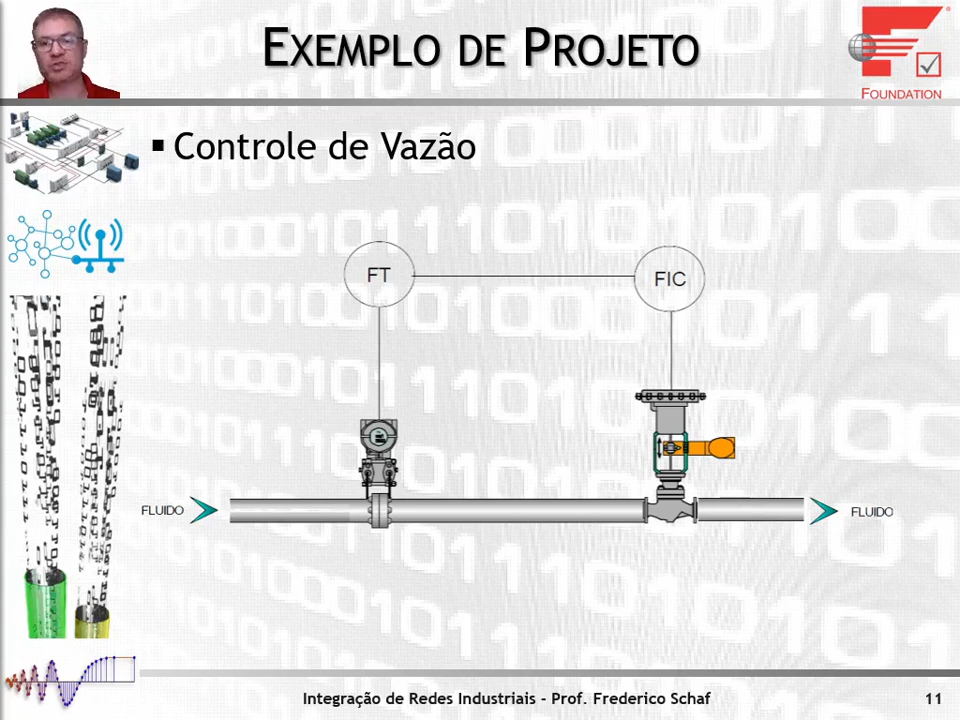 EXEMPLO DE PROJETO
FOUNDATION
▪ Controle de Vazão
FT
FIC
FLUIDO
FLUIDO
Integração de Redes Industriais - Prof. Frederico Schaf
11